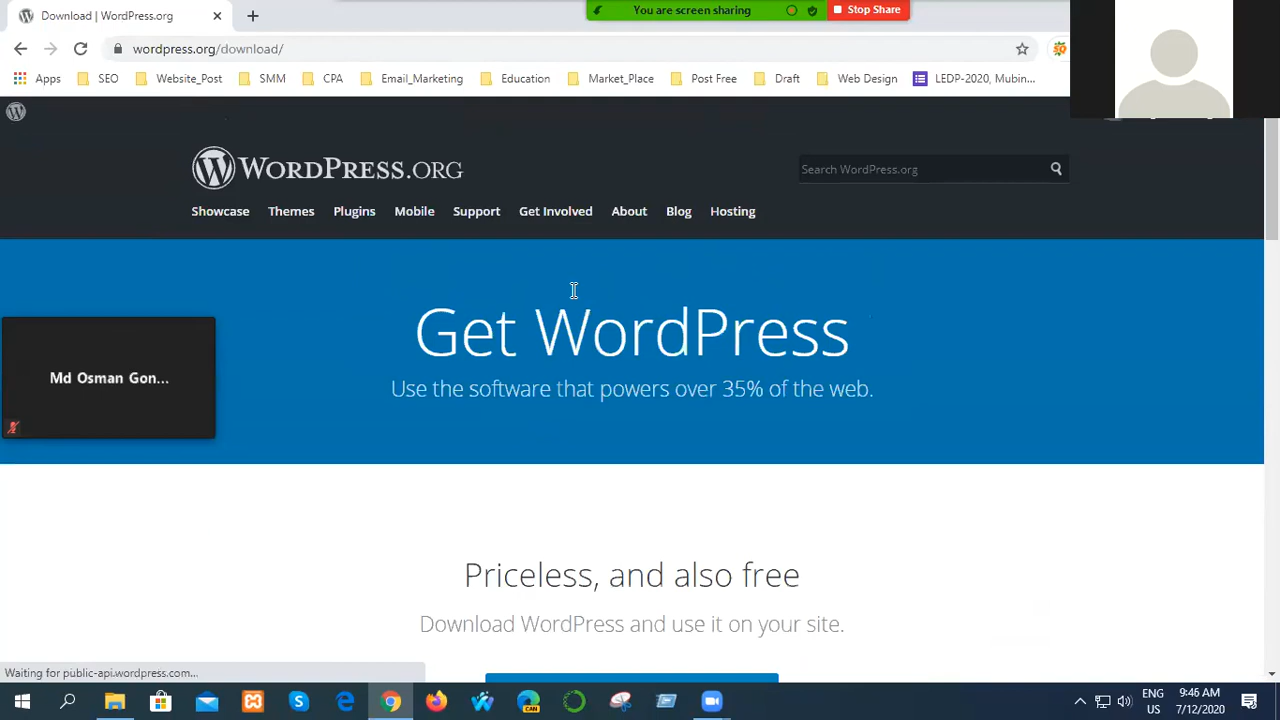 Download | WordPress.org
You are screen sharing
Stop Share
wordpress.org/download/
Apps
SEO
Website_Post
SMM
CPA
Email_Marketing
Education
Market_Place
Post Free
Draft
Web Design
LEDP-2020, Mubin...
WORDPRESS.ORG
Search WordPress.org
Showcase
Themes
Plugins
Mobile
Support
Get Involved
About
Blog
Hosting
Get WordPress
Use the software that powers over 35% of the web.
Md Osman Gon...
Priceless, and also free
Download WordPress and use it on your site.
Waiting for public-api.wordpress.com...
CAN
ENG
US
9:46 AM
7/12/2020